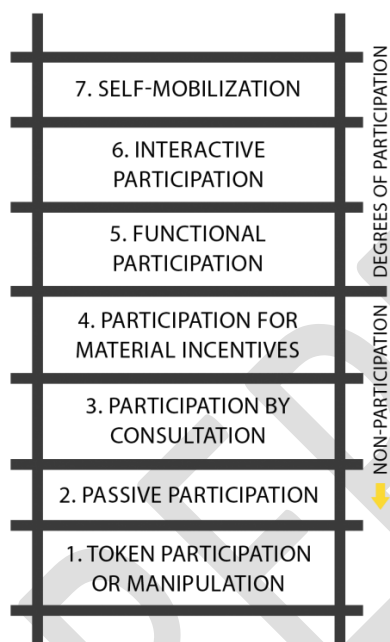 7. SELF-MOBILIZATION
6. INTERACTIVE
PARTICIPATION
5. FUNCTIONAL
PARTICIPATION
4. PARTICIPATION FOR
MATERIAL INCENTIVES
3. PARTICIPATION BY
CONSULTATION
2. PASSIVE PARTICIPATION
1. TOKEN PARTICIPATION
OR MANIPULATION
DEGREES OF PARTICIPATION
NON-PARTICIPATION